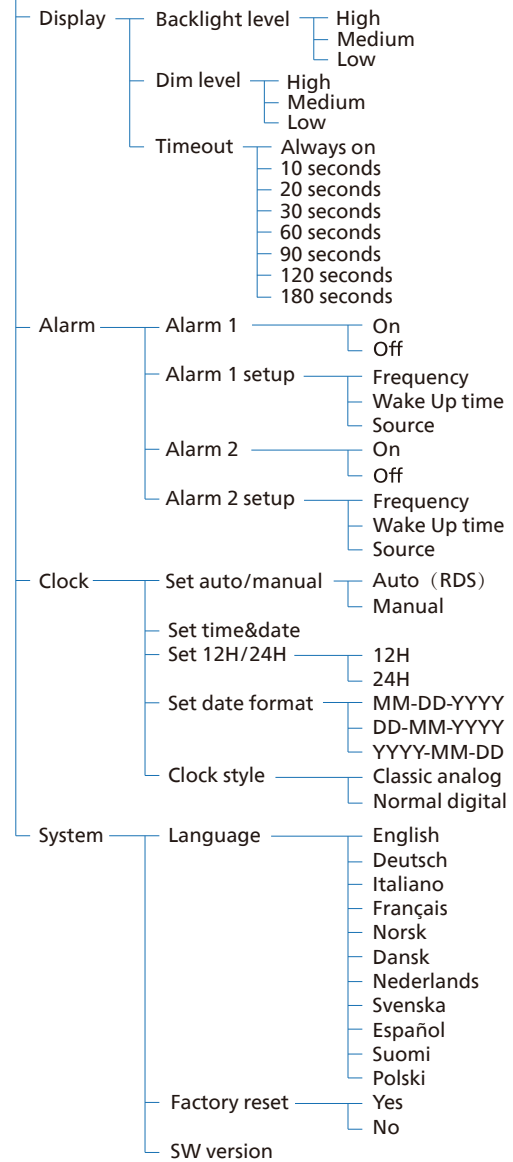 Display Backlight level High
Medium
Low
Dim level High
Medium
Low
Timeout Always on
10 seconds
20 seconds
30 seconds
60 seconds
90 seconds
120 seconds
180 seconds
Alarm Alarm 1 On
Off
Alarm 1 setup Frequency
Wake Up time
Source
Alarm 2 On
Off
Alarm 2 setup Frequency
Wake Up time
Source
Clock Set auto/manual Auto（RDS）
Manual
Set time&date
Set 12H/24H 12H
24H
Set date format MM-DD-YYYY
DD-MM-YYYY
YYYY-MM-DD
Clock style Classic analog
Normal digital
System Language English
Deutsch
Italiano
Français
Norsk
Dansk
Nederlands
Svenska
Español
Suomi
Polski
Factory reset Yes
No
SW version